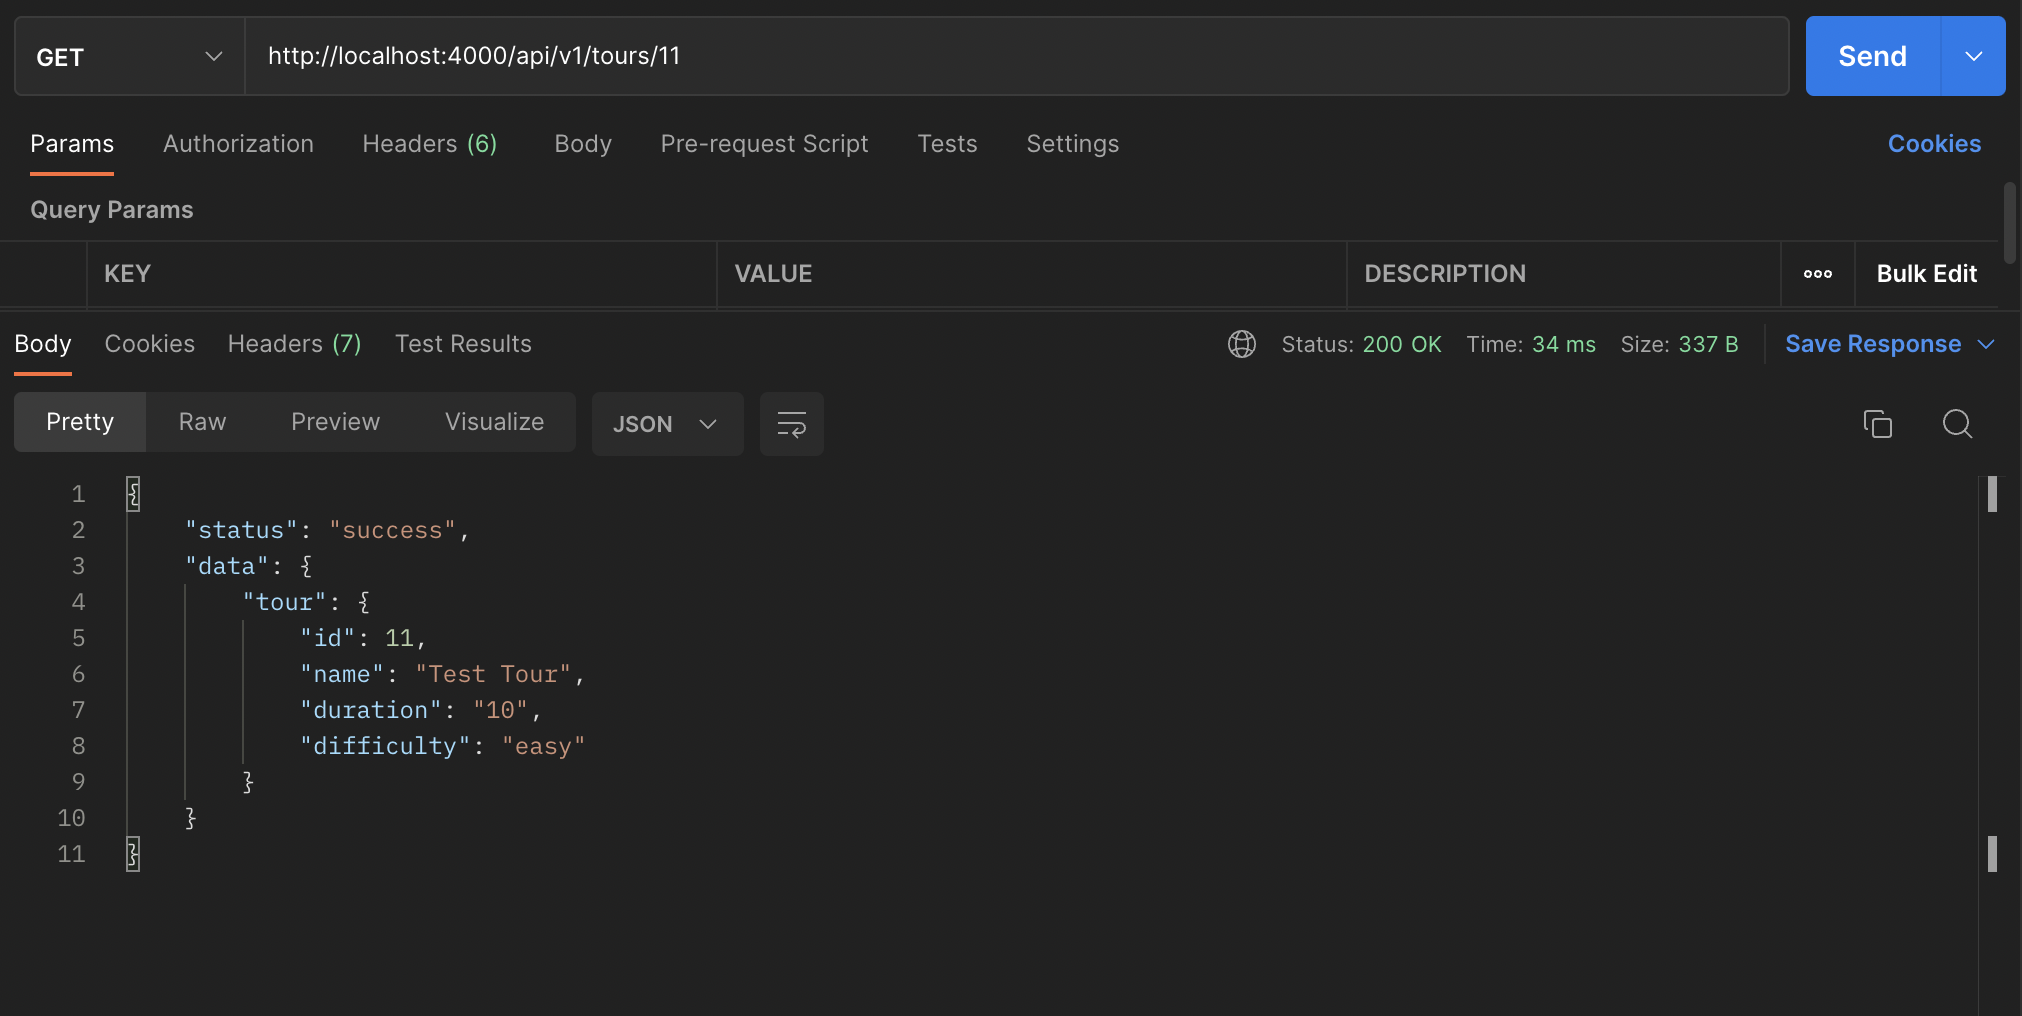 GET http://localhost:4000/api/v1/tours/11 Send
Params Authorization Headers (6) Body Pre-request Script Tests Settings Cookies
Query Params
KEY VALUE DESCRIPTION ooo Bulk Edit
Body Cookies Headers (7) Test Results Status: 200 OK Time: 34 ms Size: 337 B Save Response
Pretty Raw Preview Visualize JSON
1 {
2 "status": "success",
3 "data": {
4 "tour": {
5 "id": 11,
6 "name": "Test Tour",
7 "duration": "10",
8 "difficulty": "easy"
9 }
10 }
11 }